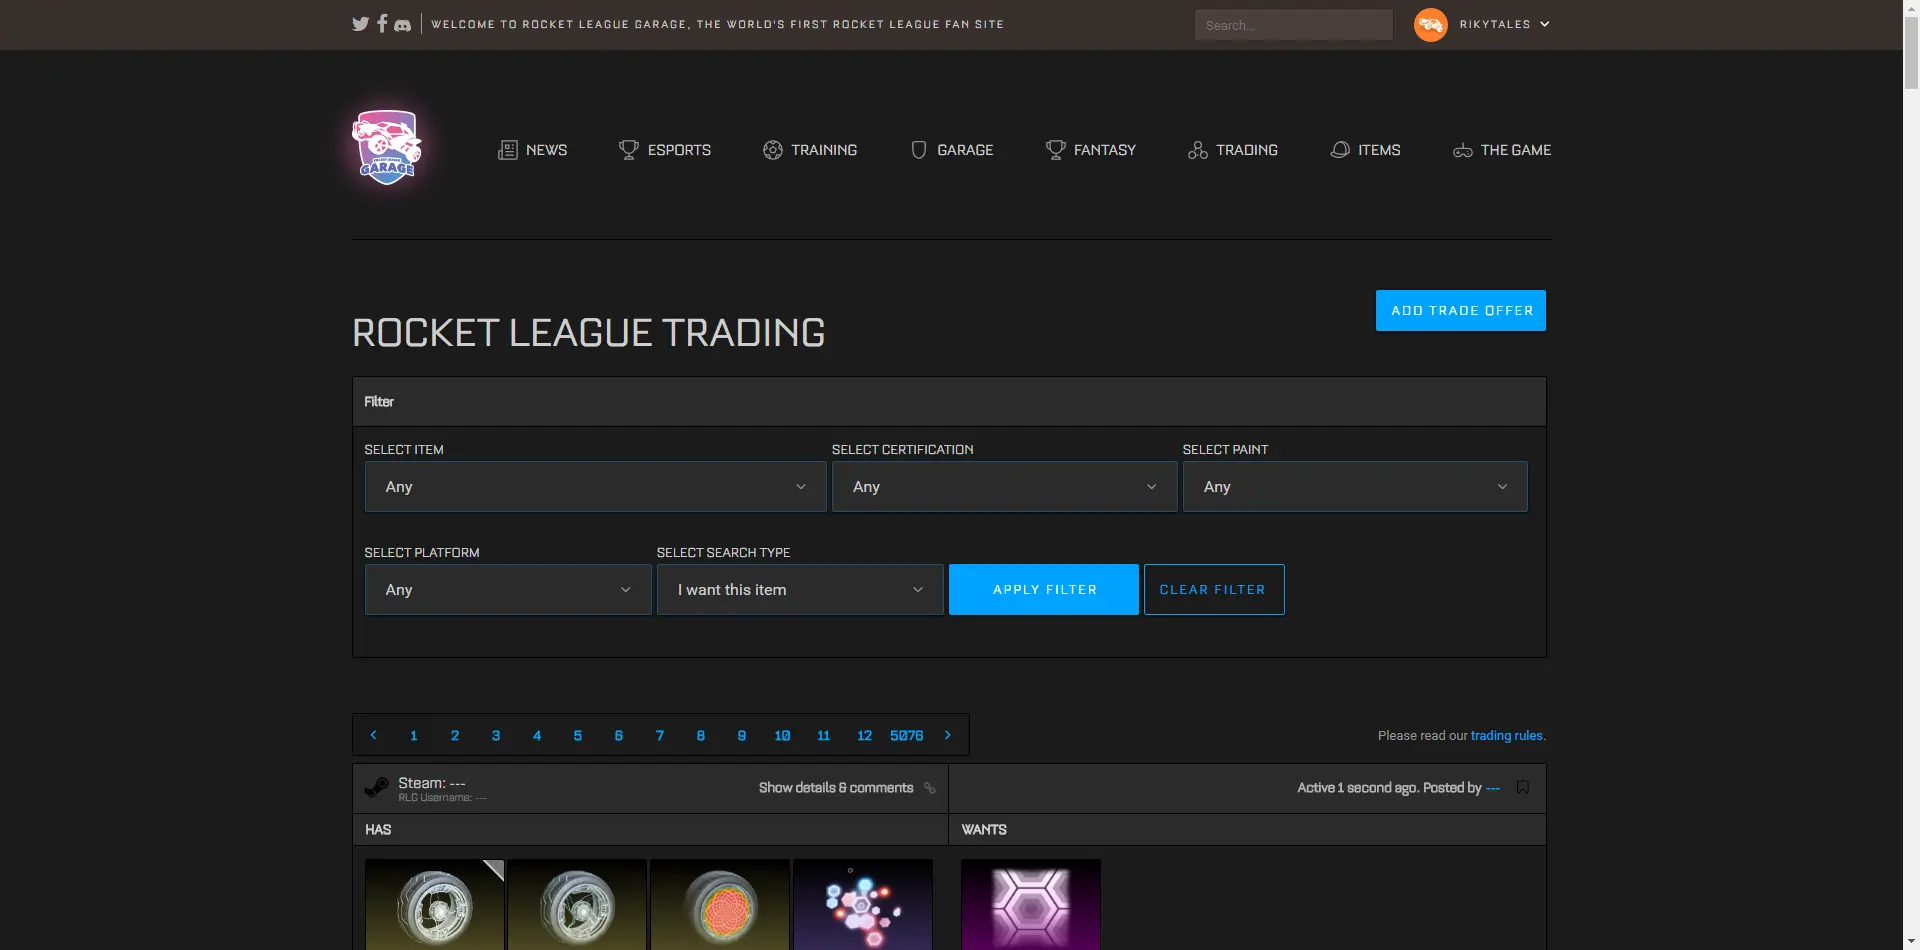 WELCOME TO ROCKET LEAGUE GARAGE, THE WORLD'S FIRST ROCKET LEAGUE FAN SITE
Search...
RIKYTALES
GARAGE
NEWS
ESPORTS
TRAINING
GARAGE
FANTASY
TRADING
ITEMS
THE GAME
ROCKET LEAGUE TRADING
ADD TRADE OFFER
Filter
SELECT ITEM
SELECT CERTIFICATION
SELECT PAINT
Any
Any
Any
SELECT PLATFORM
SELECT SEARCH TYPE
Any
I want this item
APPLY FILTER
CLEAR FILTER
1 2 3 4 5 6 7 8 9 10 11 12 5076
Please read our trading rules.
Steam: ---
RLG Username: ---
Show details & comments
Active 1 second ago. Posted by ---
HAS
WANTS